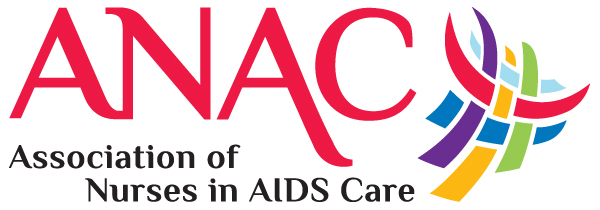 ANAC
Association of
Nurses in AIDS Care